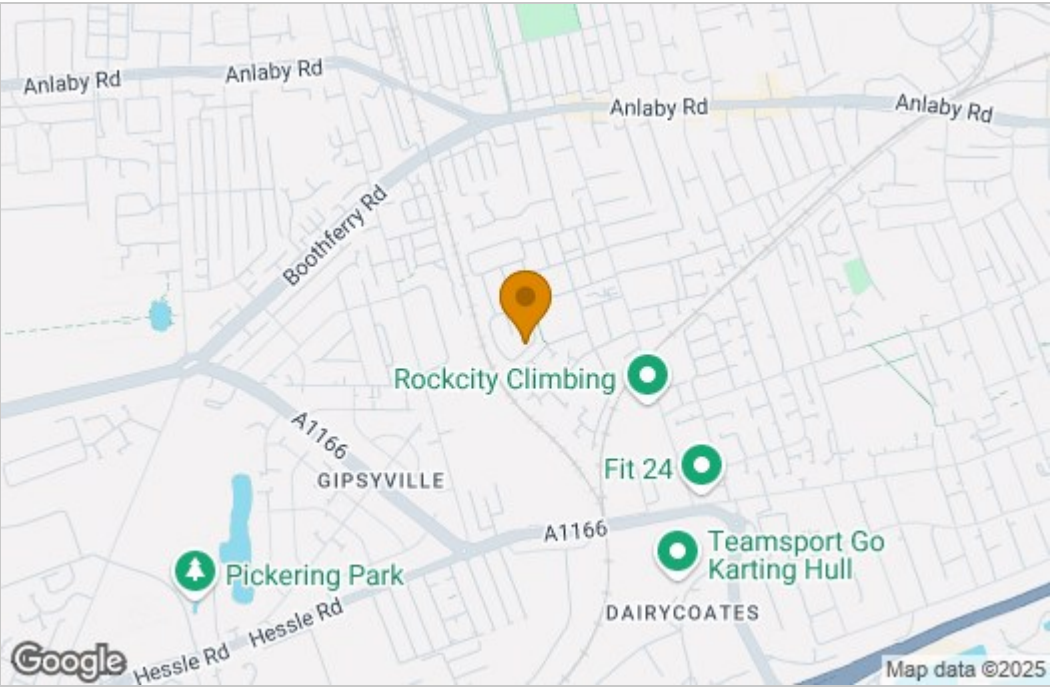 Anlaby Rd
Anlaby Rd
Anlaby Rd
Anlaby Rd
Boothferry Rd
Rockcity Climbing
A1166
Fit 24
GIPSYVILLE
A1166
Teamsport Go
Karting Hull
Pickering Park
DAIRYCOATES
Hessle Rd
Hessle Rd
Google
Map data ©2025